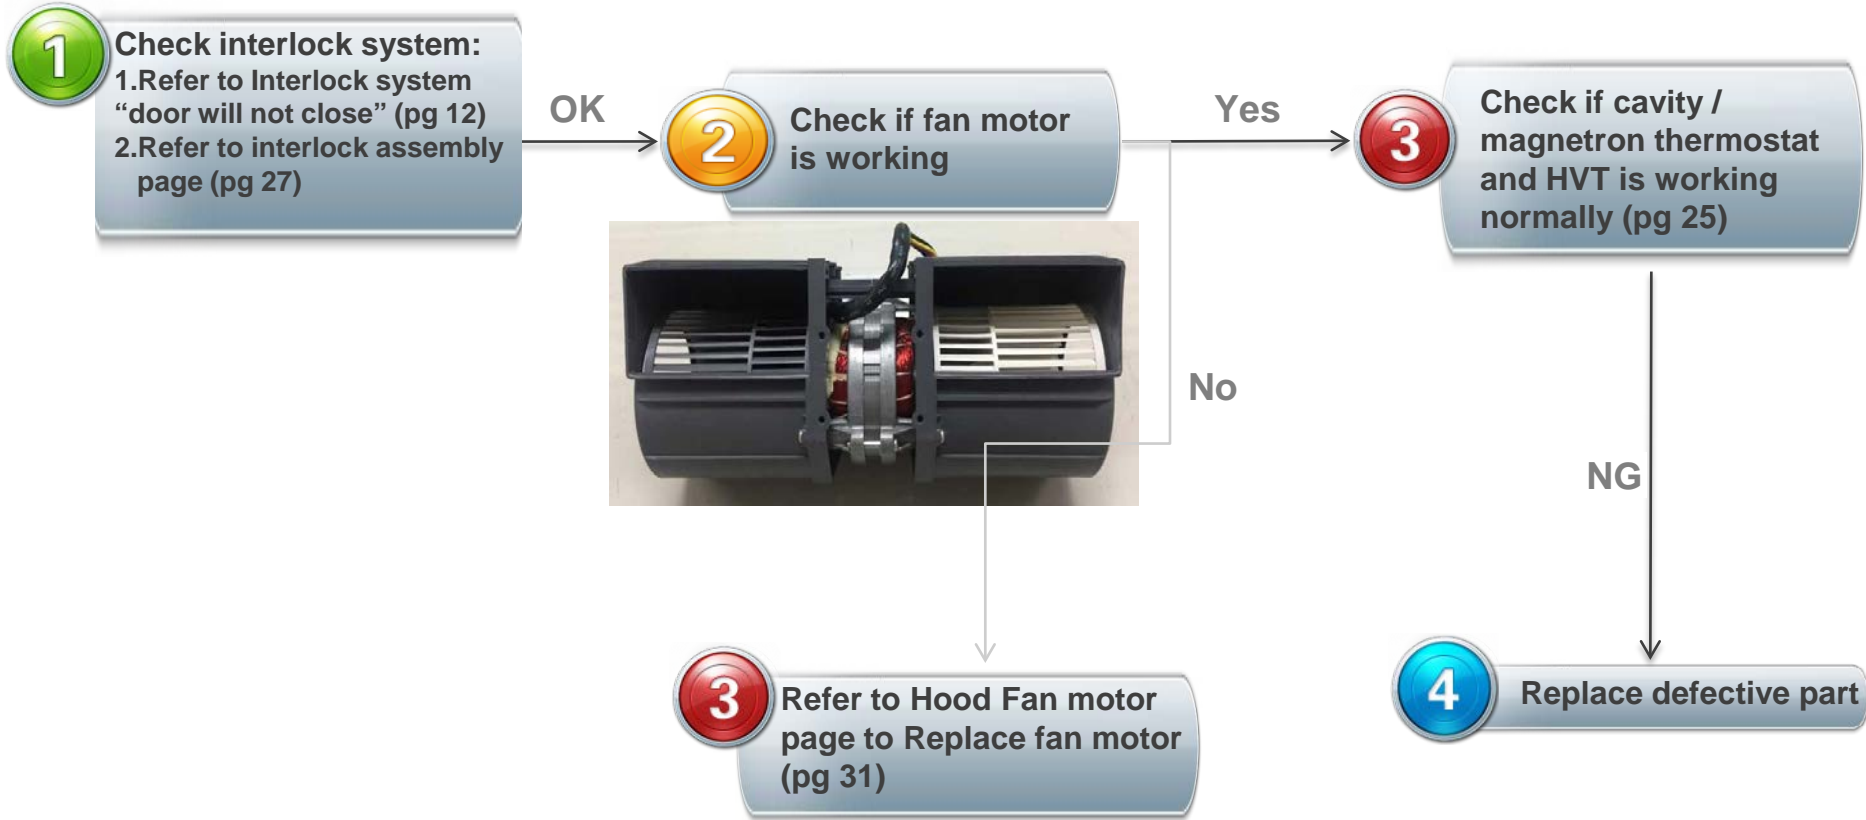 1
Check interlock system:
1.Refer to Interlock system
“door will not close” (pg 12)
2.Refer to interlock assembly
page (pg 27)
OK
2
Check if fan motor
is working
Yes
3
Check if cavity /
magnetron thermostat
and HVT is working
normally (pg 25)
No
NG
3
Refer to Hood Fan motor
page to Replace fan motor
(pg 31)
4
Replace defective part